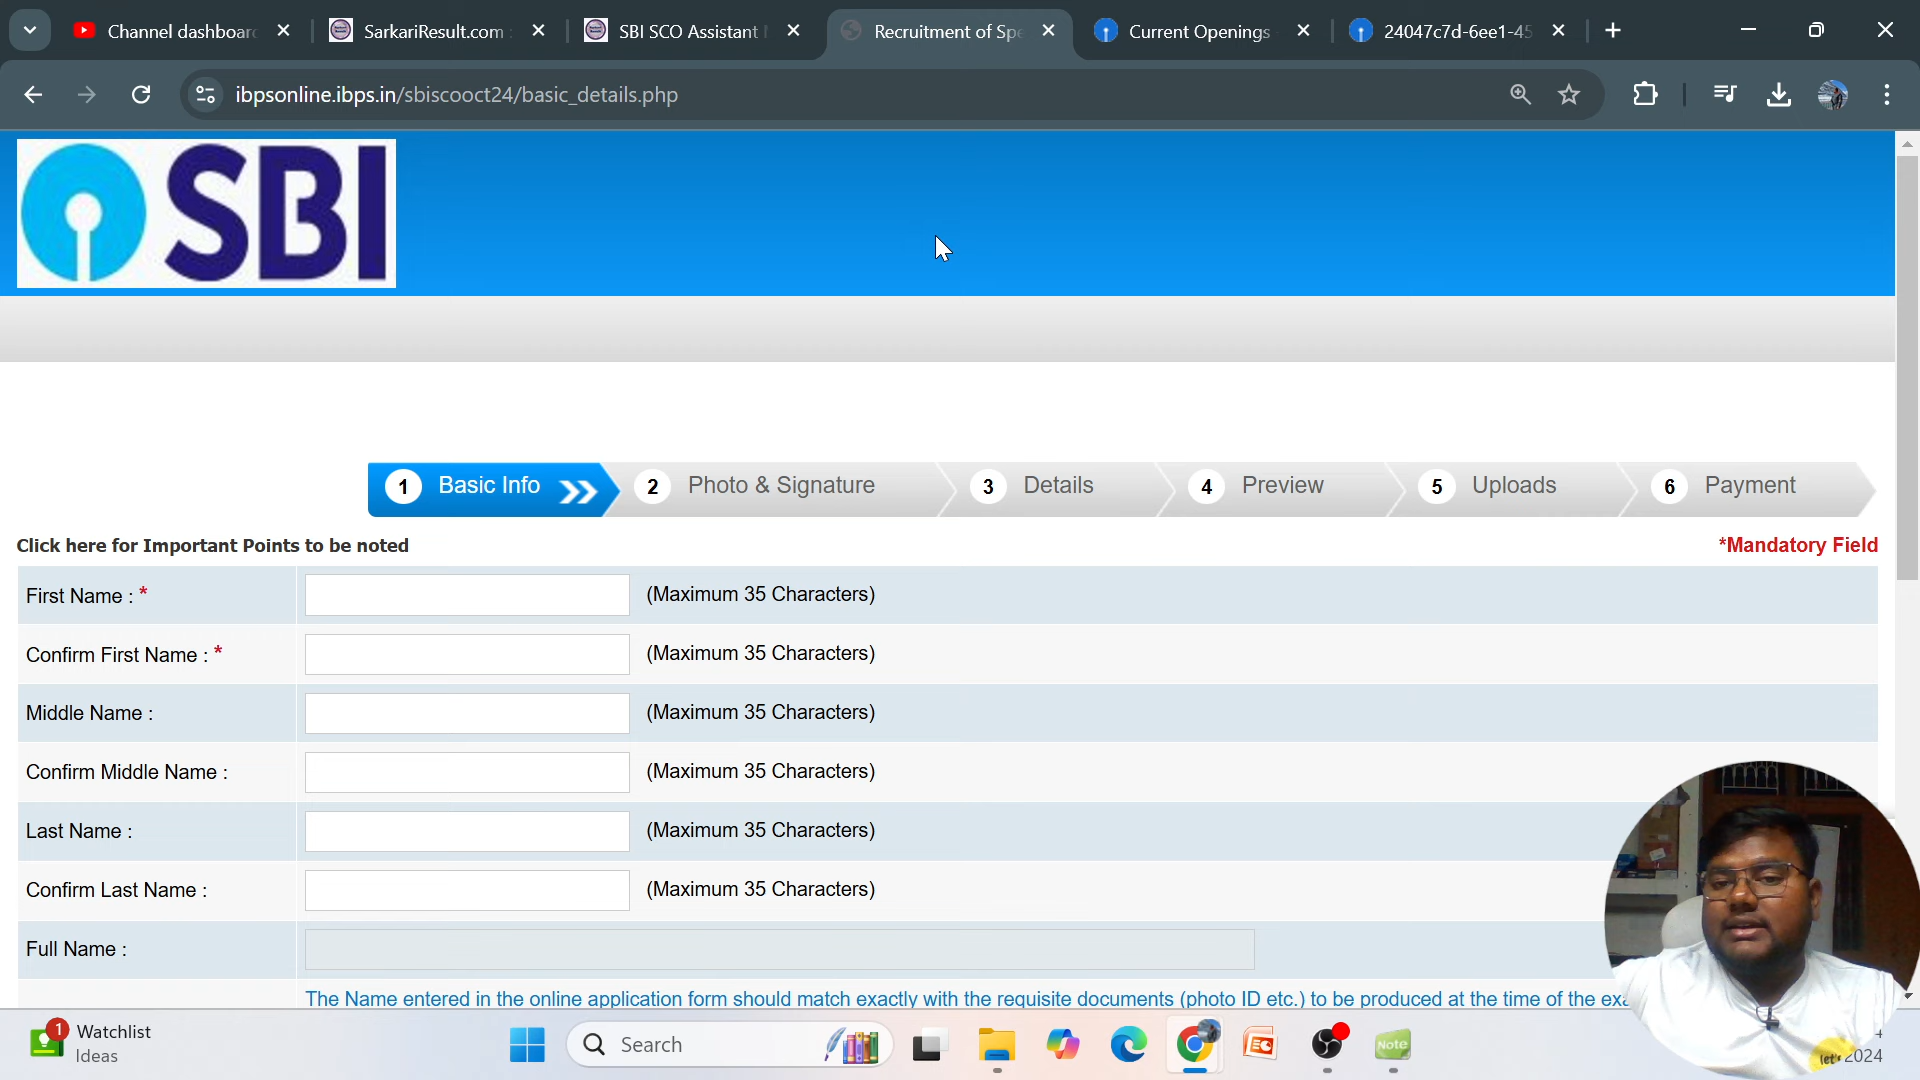 Channel dashboard
SarkariResult.com :
SBI SCO Assistant
Recruitment of Spe
Current Openings
24047c7d-6ee1-45
ibpsonline.ibps.in/sbiscooct24/basic_details.php
SBI
1 Basic Info
2 Photo & Signature
3 Details
4 Preview
5 Uploads
6 Payment
Click here for Important Points to be noted
*Mandatory Field
First Name : *
(Maximum 35 Characters)
Confirm First Name : *
(Maximum 35 Characters)
Middle Name :
(Maximum 35 Characters)
Confirm Middle Name :
(Maximum 35 Characters)
Last Name :
(Maximum 35 Characters)
Confirm Last Name :
(Maximum 35 Characters)
Full Name :
The Name entered in the online application form should match exactly with the requisite documents (photo ID etc.) to be produced at the time of the exa
1
Watchlist
Ideas
Search
Note
let's
2024